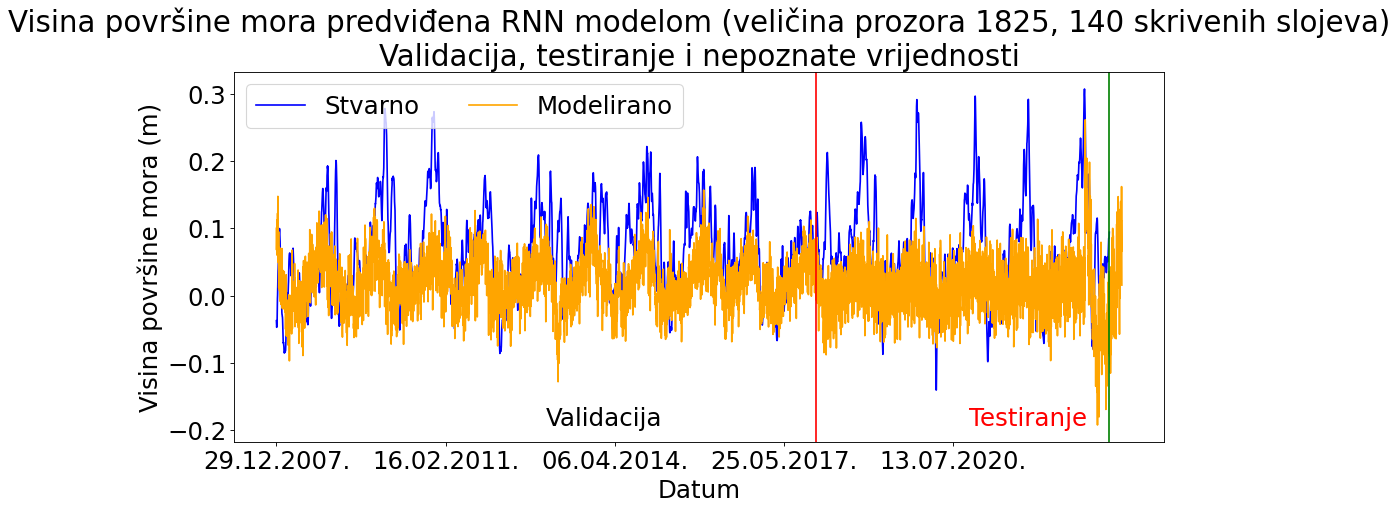 Visina površine mora predviđena RNN modelom (veličina prozora 1825, 140 skrivenih slojeva)
Validacija, testiranje i nepoznate vrijednosti
Stvarno Modelirano
Visina površine mora (m)
0.3
0.2
0.1
0.0
−0.1
−0.2
Validacija
Testiranje
29.12.2007. 16.02.2011. 06.04.2014. 25.05.2017. 13.07.2020.
Datum